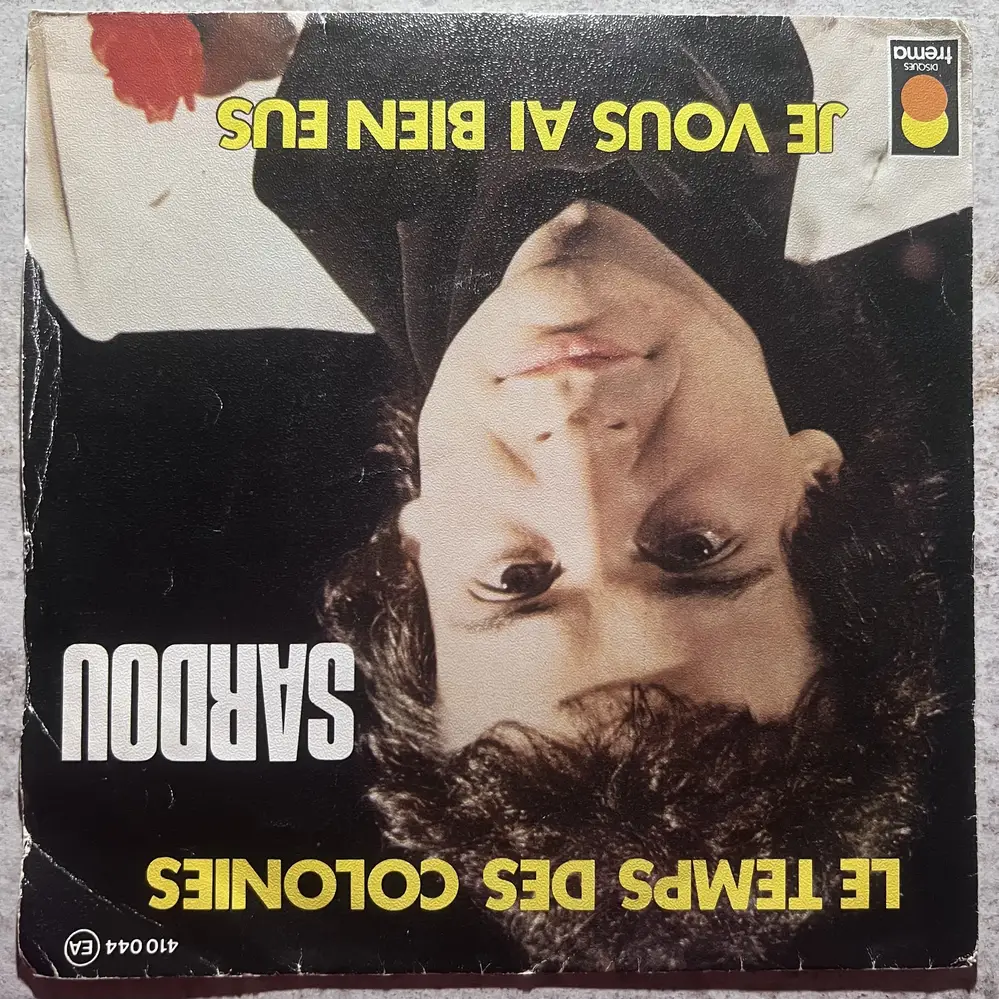 410 044 EA
LE TEMPS DES COLONIES
SARDOU
JE VOUS AI BIEN EUS
DISQUES
trema